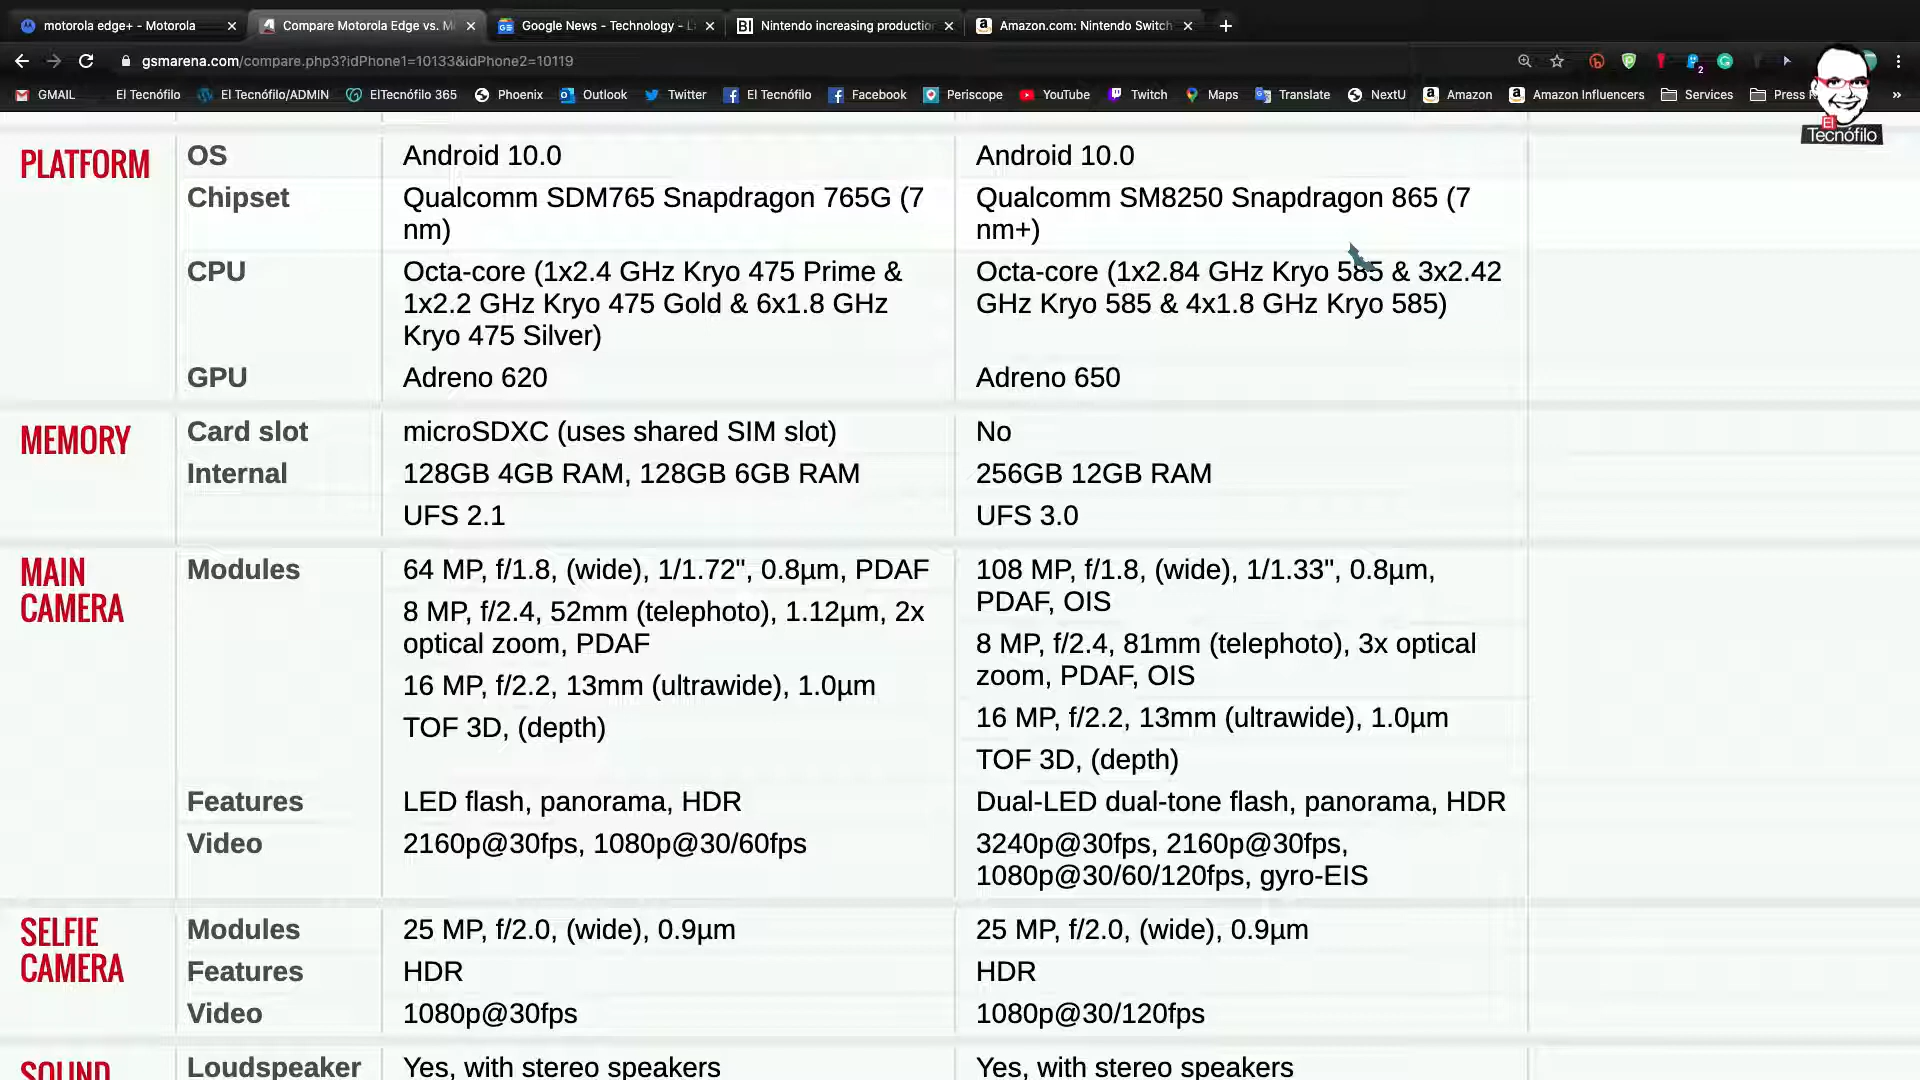 motorola edge+ - Motorola
Compare Motorola Edge vs. M
Google News - Technology - L
Nintendo increasing production
Amazon.com: Nintendo Switch
gsmarena.com/compare.php3?idPhone1=10133&idPhone2=10119
GMAIL El Tecnófilo El Tecnófilo/ADMIN ElTecnófilo 365 Phoenix Outlook Twitter El Tecnófilo Facebook Periscope YouTube Twitch Maps Translate NextU Amazon Amazon Influencers Services Press
El
Tecnófilo
PLATFORM
OS Android 10.0 Android 10.0
Chipset Qualcomm SDM765 Snapdragon 765G (7 Qualcomm SM8250 Snapdragon 865 (7
nm) nm+)
CPU Octa-core (1x2.4 GHz Kryo 475 Prime & Octa-core (1x2.84 GHz Kryo 585 & 3x2.42
1x2.2 GHz Kryo 475 Gold & 6x1.8 GHz GHz Kryo 585 & 4x1.8 GHz Kryo 585)
Kryo 475 Silver)
GPU Adreno 620 Adreno 650
MEMORY
Card slot microSDXC (uses shared SIM slot) No
Internal 128GB 4GB RAM, 128GB 6GB RAM 256GB 12GB RAM
UFS 2.1 UFS 3.0
MAIN
CAMERA
Modules 64 MP, f/1.8, (wide), 1/1.72", 0.8µm, PDAF 108 MP, f/1.8, (wide), 1/1.33", 0.8µm,
PDAF, OIS
8 MP, f/2.4, 52mm (telephoto), 1.12µm, 2x 8 MP, f/2.4, 81mm (telephoto), 3x optical
optical zoom, PDAF zoom, PDAF, OIS
16 MP, f/2.2, 13mm (ultrawide), 1.0µm 16 MP, f/2.2, 13mm (ultrawide), 1.0µm
TOF 3D, (depth) TOF 3D, (depth)
Features LED flash, panorama, HDR Dual-LED dual-tone flash, panorama, HDR
Video 2160p@30fps, 1080p@30/60fps 3240p@30fps, 2160p@30fps,
1080p@30/60/120fps, gyro-EIS
SELFIE
CAMERA
Modules 25 MP, f/2.0, (wide), 0.9µm 25 MP, f/2.0, (wide), 0.9µm
Features HDR HDR
Video 1080p@30fps 1080p@30/120fps
SOUND
Loudspeaker Yes, with stereo speakers Yes, with stereo speakers